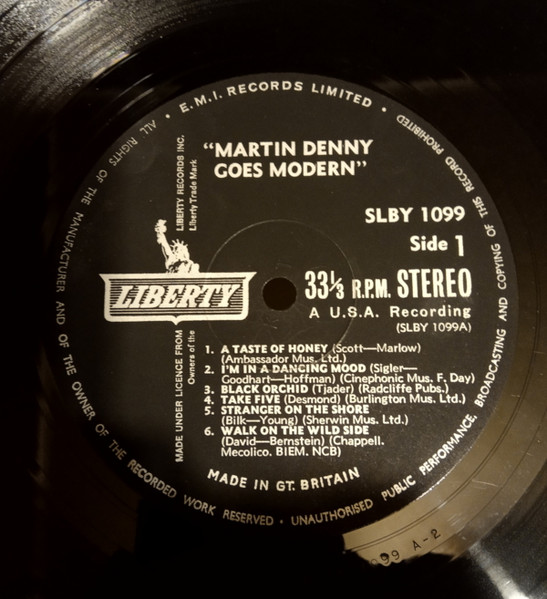 · E.M.I. RECORDS LIMITED ·
ALL RIGHTS OF THE MANUFACTURER AND OF THE OWNER OF THE RECORDED WORK RESERVED · UNAUTHORISED PUBLIC PERFORMANCE, BROADCASTING AND COPYING OF THIS RECORD PROHIBITED
"MARTIN DENNY
GOES MODERN"
LIBERTY RECORDS INC.
Liberty Trade Mark
SLBY 1099
Side 1
LIBERTY
33⅓ R.P.M. STEREO
A U.S.A. Recording
(SLBY 1099A)
MADE UNDER LICENCE FROM
Owners of the
1. A TASTE OF HONEY (Scott—Marlow)
(Ambassador Mus. Ltd.)
2. I'M IN A DANCING MOOD (Sigler—
Goodhart—Hoffman) (Cinephonic Mus. F. Day)
3. BLACK ORCHID (Tjader) (Radcliffe Pubs.)
4. TAKE FIVE (Desmond) (Burlington Mus. Ltd.)
5. STRANGER ON THE SHORE
(Bilk—Young) (Sherwin Mus. Ltd.)
6. WALK ON THE WILD SIDE
(David—Bernstein) (Chappell.
Mecolico. BIEM. NCB)
MADE IN GT. BRITAIN
99 A-2